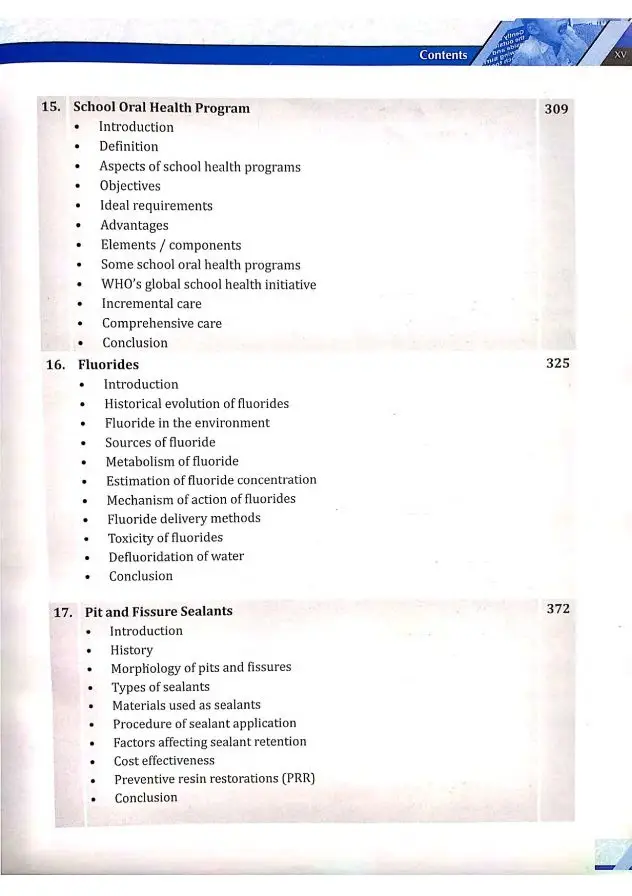 Contents
XV
15. School Oral Health Program 309
• Introduction
• Definition
• Aspects of school health programs
• Objectives
• Ideal requirements
• Advantages
• Elements / components
• Some school oral health programs
• WHO's global school health initiative
• Incremental care
• Comprehensive care
• Conclusion
16. Fluorides 325
• Introduction
• Historical evolution of fluorides
• Fluoride in the environment
• Sources of fluoride
• Metabolism of fluoride
• Estimation of fluoride concentration
• Mechanism of action of fluorides
• Fluoride delivery methods
• Toxicity of fluorides
• Defluoridation of water
• Conclusion
17. Pit and Fissure Sealants 372
• Introduction
• History
• Morphology of pits and fissures
• Types of sealants
• Materials used as sealants
• Procedure of sealant application
• Factors affecting sealant retention
• Cost effectiveness
• Preventive resin restorations (PRR)
• Conclusion